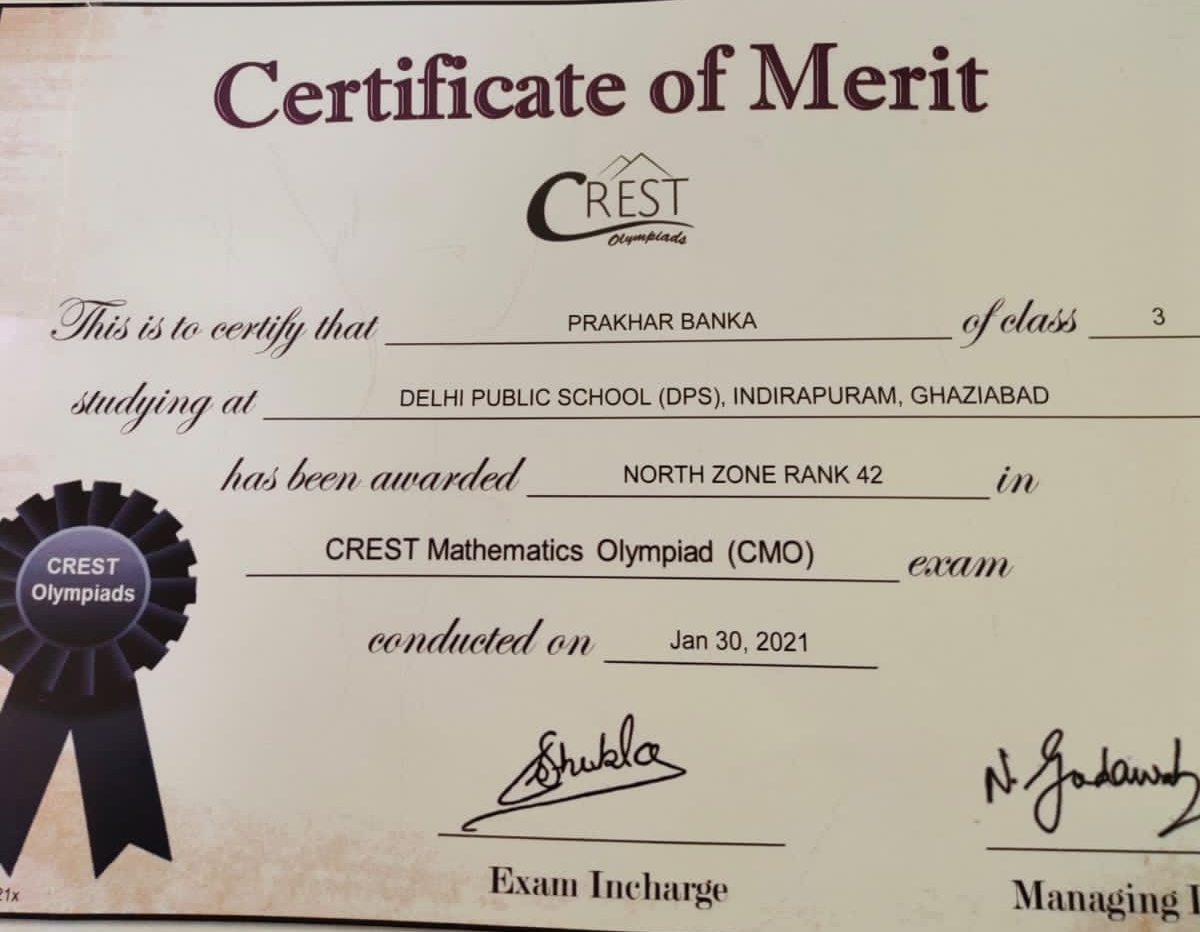 Certificate of Merit
CREST
Olympiads
This is to certify that PRAKHAR BANKA of class 3
studying at DELHI PUBLIC SCHOOL (DPS), INDIRAPURAM, GHAZIABAD
has been awarded NORTH ZONE RANK 42 in
CREST Mathematics Olympiad (CMO) exam
conducted on Jan 30, 2021
CREST
Olympiads
Shukla
Exam Incharge
Managing
21x